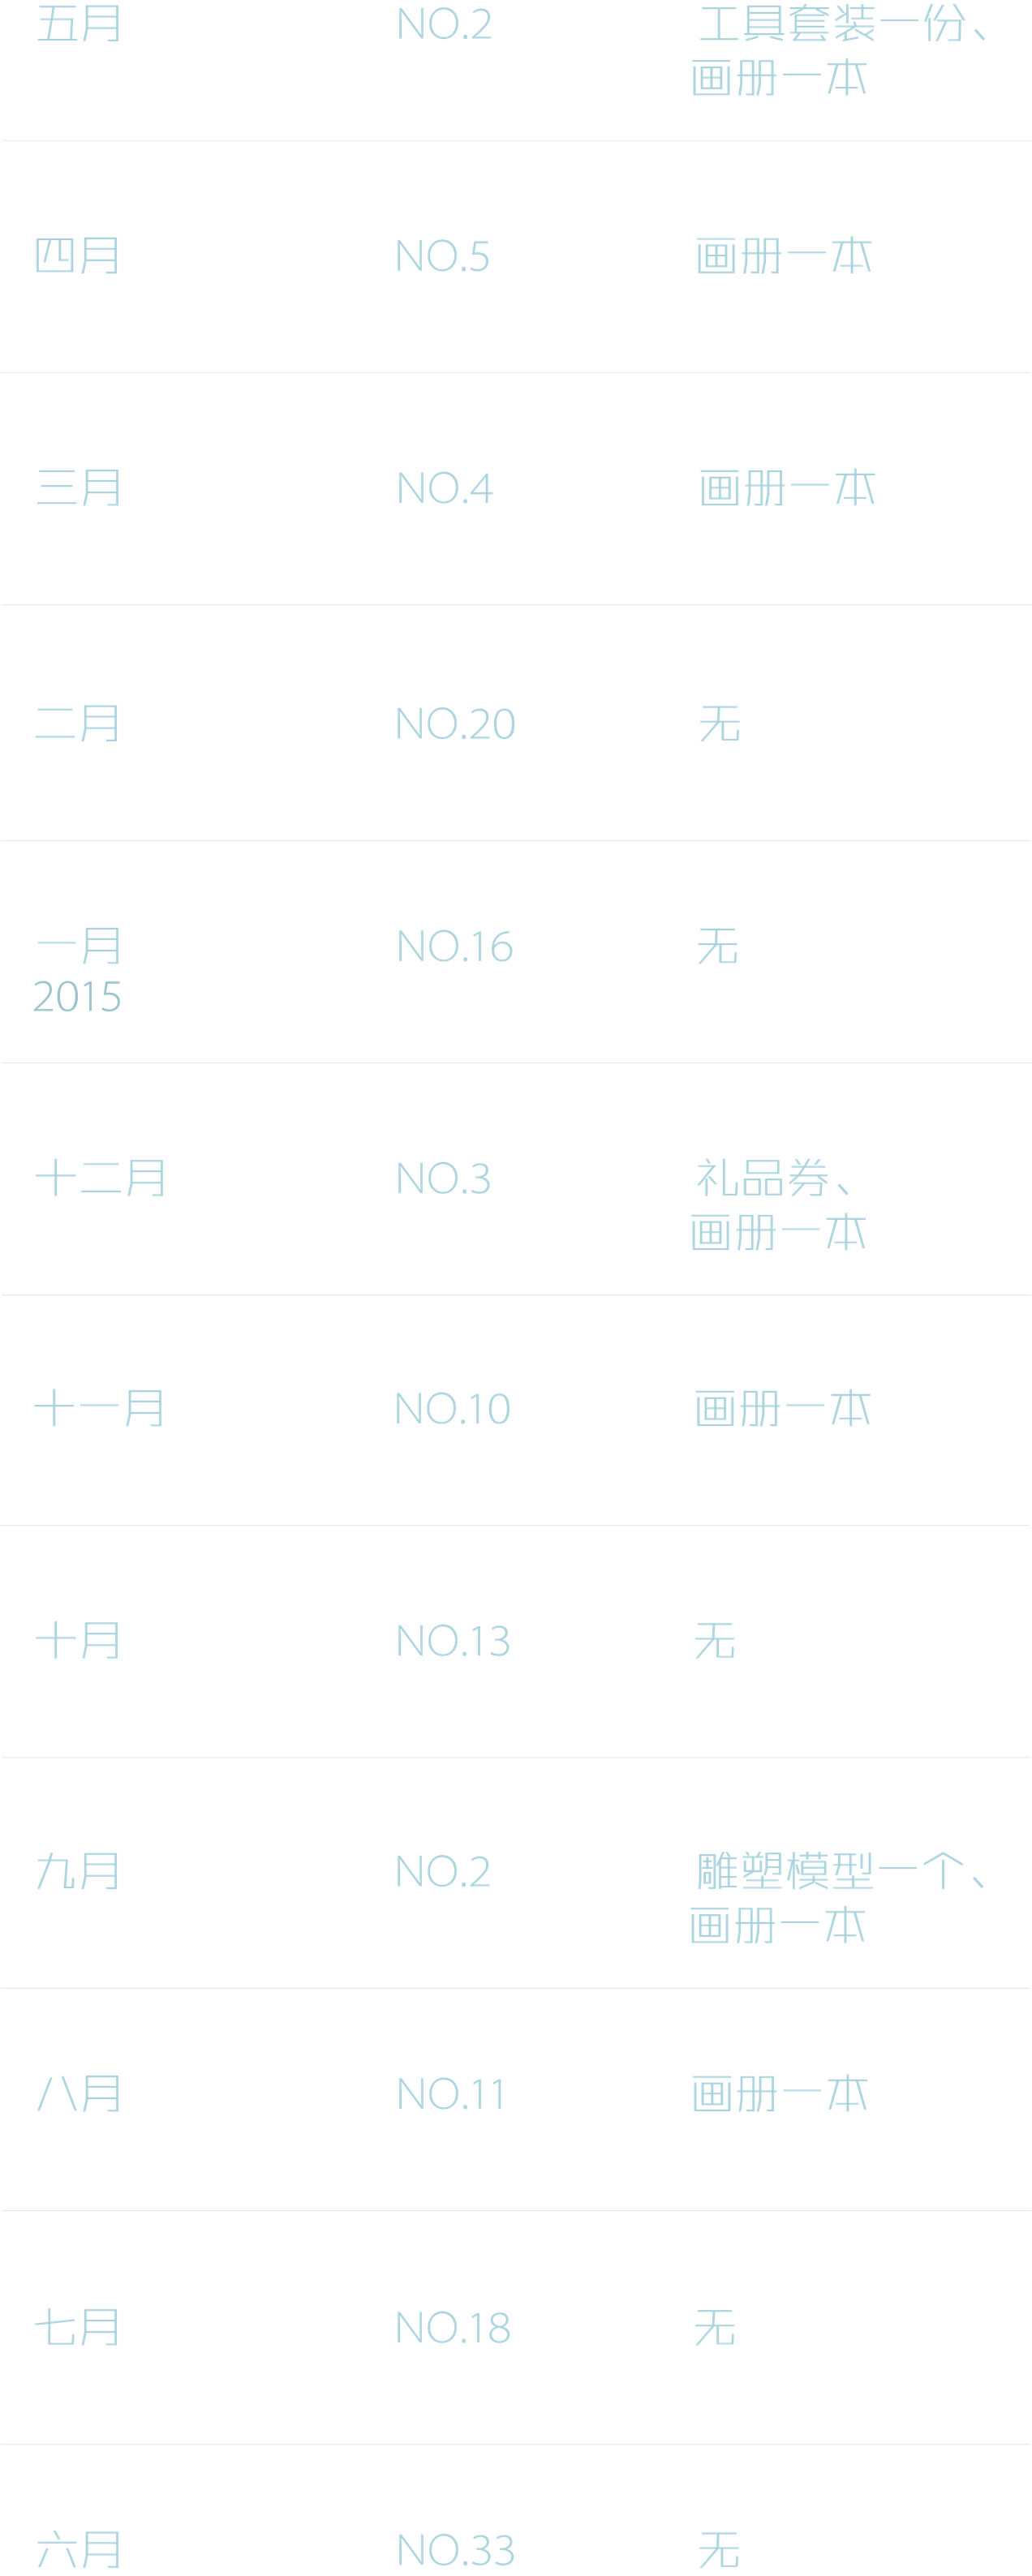 五月 NO.2 工具套装一份、
画册一本
四月 NO.5 画册一本
三月 NO.4 画册一本
二月 NO.20 无
一月 NO.16 无
2015
十二月 NO.3 礼品券、
画册一本
十一月 NO.10 画册一本
十月 NO.13 无
九月 NO.2 雕塑模型一个、
画册一本
八月 NO.11 画册一本
七月 NO.18 无
六月 NO.33 无